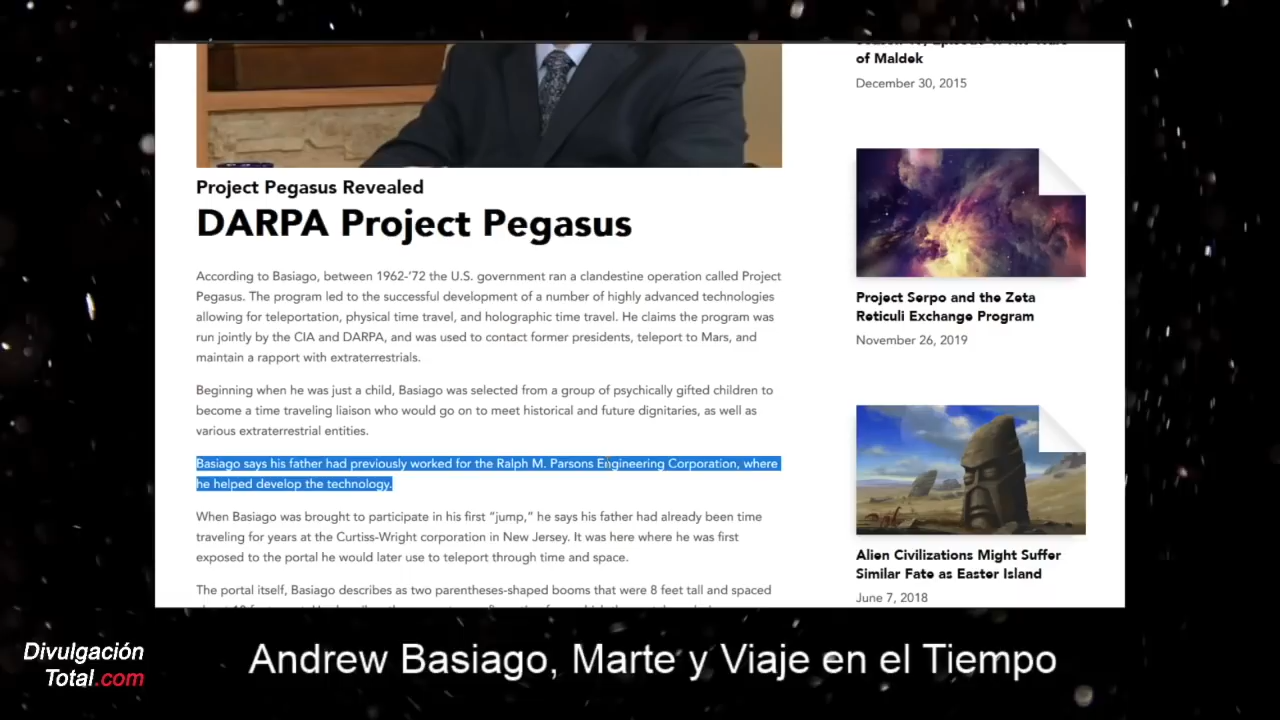 of Maldek
December 30, 2015
Project Pegasus Revealed
DARPA Project Pegasus
According to Basiago, between 1962-'72 the U.S. government ran a clandestine operation called Project
Pegasus. The program led to the successful development of a number of highly advanced technologies
allowing for teleportation, physical time travel, and holographic time travel. He claims the program was
run jointly by the CIA and DARPA, and was used to contact former presidents, teleport to Mars, and
maintain a rapport with extraterrestrials.
Beginning when he was just a child, Basiago was selected from a group of psychically gifted children to
become a time traveling liaison who would go on to meet historical and future dignitaries, as well as
various extraterrestrial entities.
Basiago says his father had previously worked for the Ralph M. Parsons Engineering Corporation, where
he helped develop the technology.
When Basiago was brought to participate in his first "jump," he says his father had already been time
traveling for years at the Curtiss-Wright corporation in New Jersey. It was here where he was first
exposed to the portal he would later use to teleport through time and space.
The portal itself, Basiago describes as two parentheses-shaped booms that were 8 feet tall and spaced
Project Serpo and the Zeta
Reticuli Exchange Program
November 26, 2019
Alien Civilizations Might Suffer
Similar Fate as Easter Island
June 7, 2018
Divulgación
Total.com
Andrew Basiago, Marte y Viaje en el Tiempo